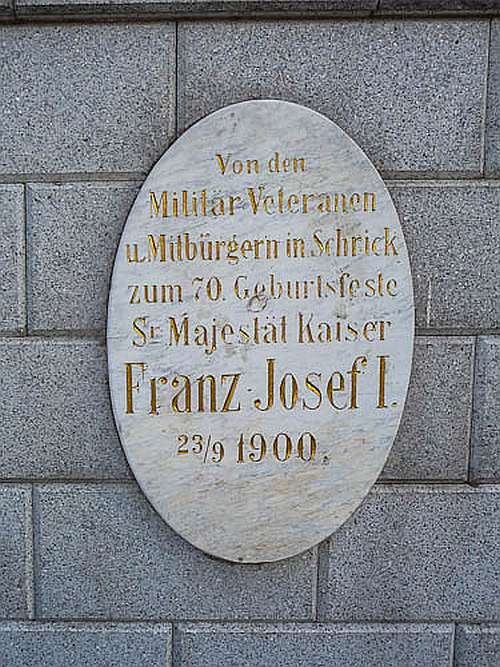 Von den
Militär-Veteranen
u. Mitbürgern in Schrick
zum 70. Geburtsfeste
Sr Majestät Kaiser
Franz Josef I.
23/9 1900.